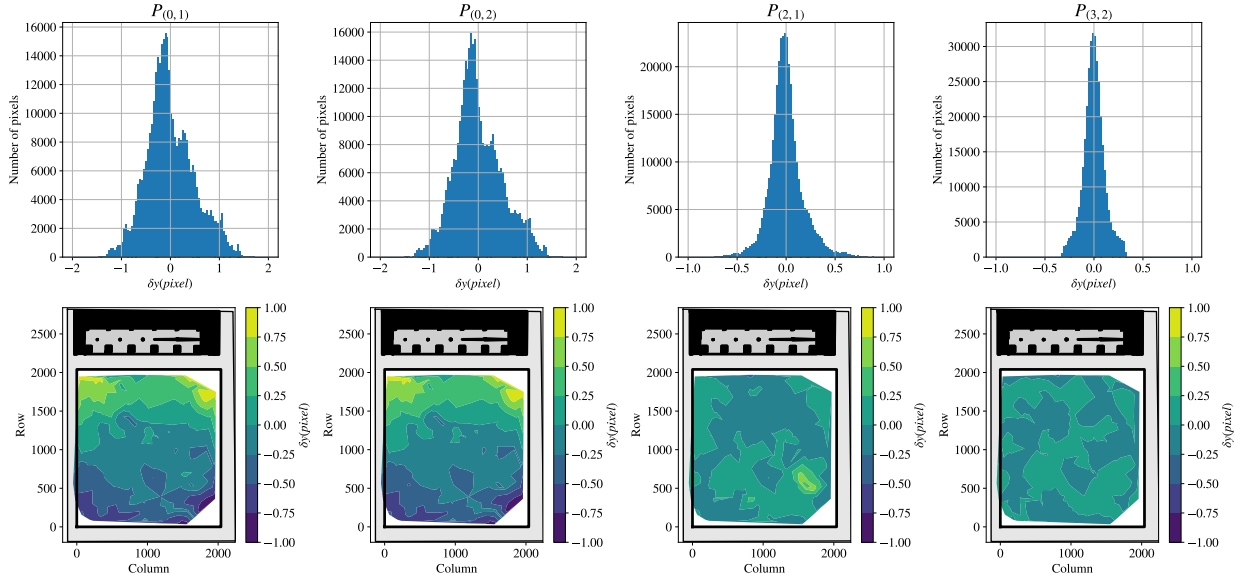 P(0, 1)
P(0, 2)
P(2, 1)
P(3, 2)
Number of pixels
16000
14000
12000
10000
8000
6000
4000
2000
0
−2 −1 0 1 2
δy(pixel)
Number of pixels
16000
14000
12000
10000
8000
6000
4000
2000
0
−2 −1 0 1 2
δy(pixel)
Number of pixels
20000
15000
10000
5000
0
−1.0 −0.5 0.0 0.5 1.0
δy(pixel)
Number of pixels
30000
25000
20000
15000
10000
5000
0
−1.0 −0.5 0.0 0.5 1.0
δy(pixel)
Row
2500
2000
1500
1000
500
0
0 1000 2000
Column
1.00
0.75
0.50
0.25
0.00
−0.25
−0.50
−0.75
−1.00
δy(pixel)
Row
2500
2000
1500
1000
500
0
0 1000 2000
Column
1.00
0.75
0.50
0.25
0.00
−0.25
−0.50
−0.75
−1.00
δy(pixel)
Row
2500
2000
1500
1000
500
0
0 1000 2000
Column
1.00
0.75
0.50
0.25
0.00
−0.25
−0.50
−0.75
−1.00
δy(pixel)
Row
2500
2000
1500
1000
500
0
0 1000 2000
Column
1.00
0.75
0.50
0.25
0.00
−0.25
−0.50
−0.75
−1.00
δy(pixel)